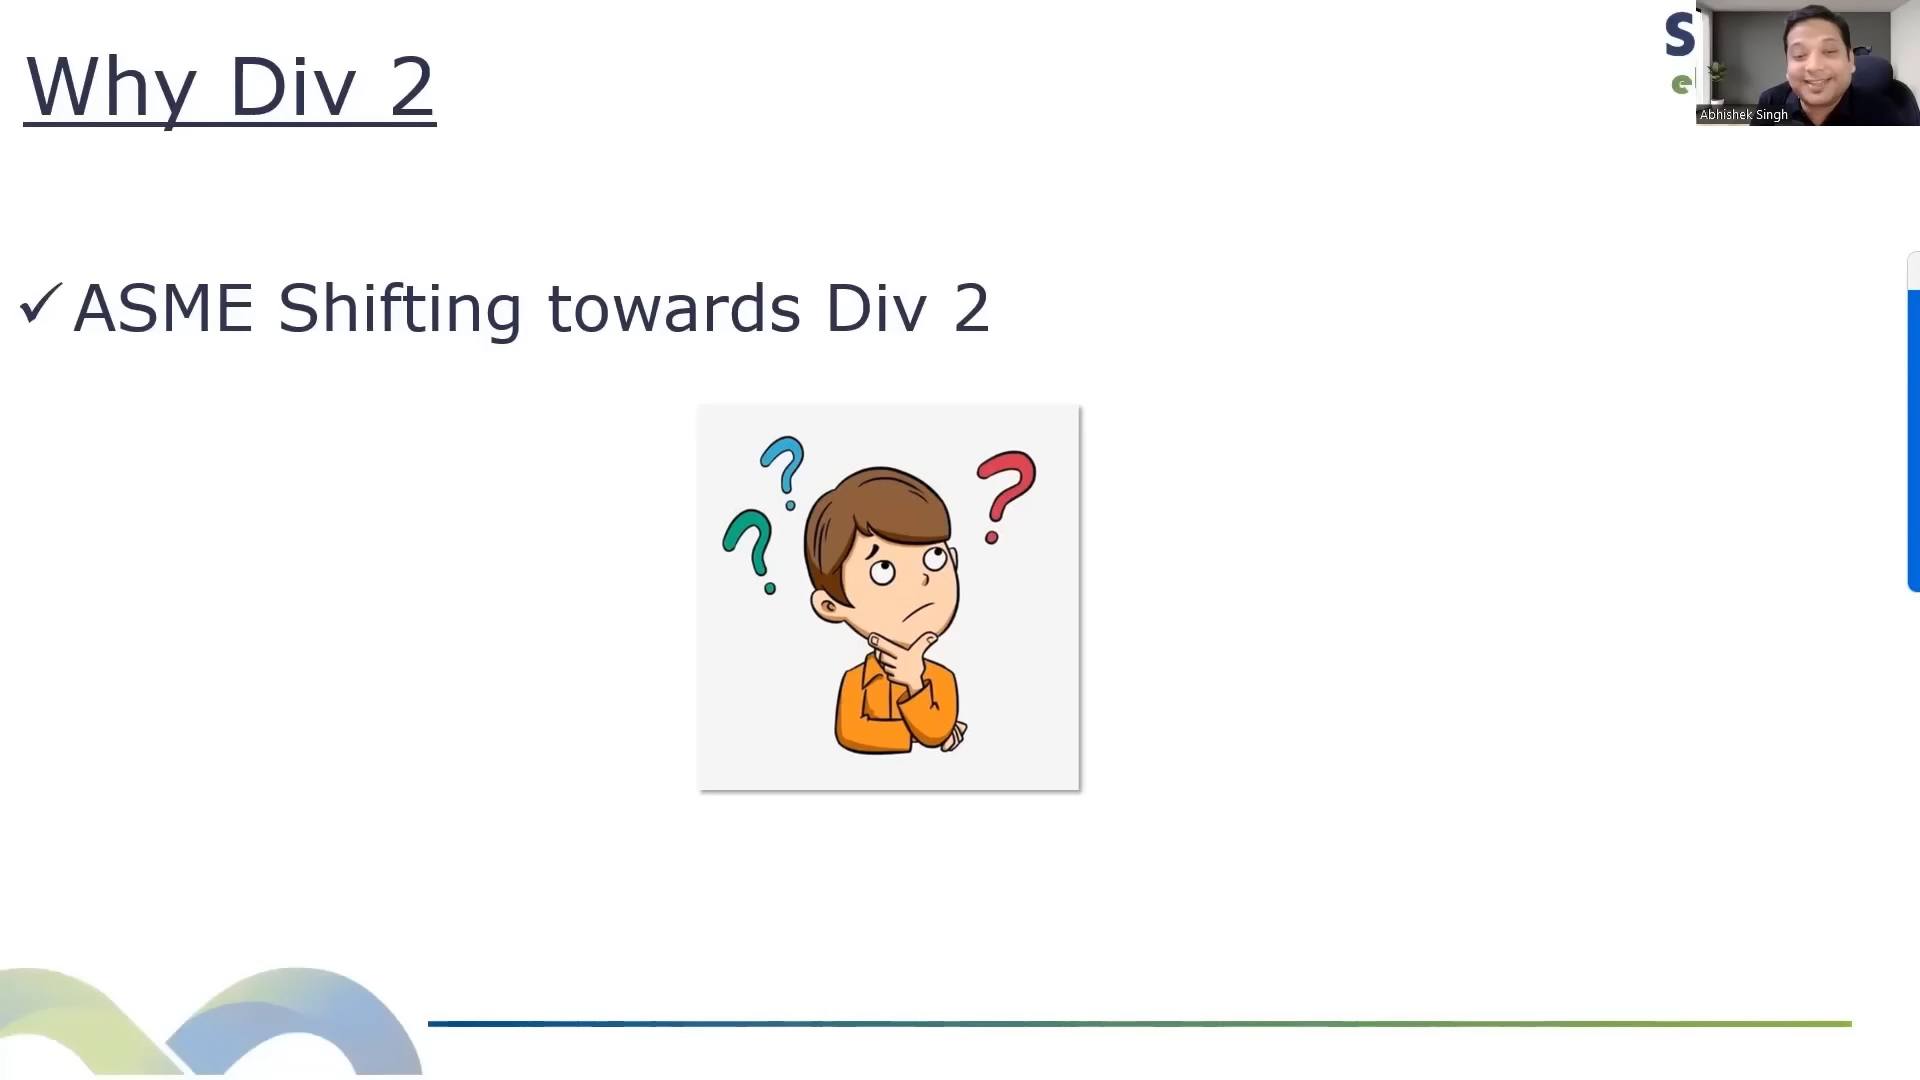 Why Div 2
S
e
Abhishek Singh
✓ ASME Shifting towards Div 2
? ? ?